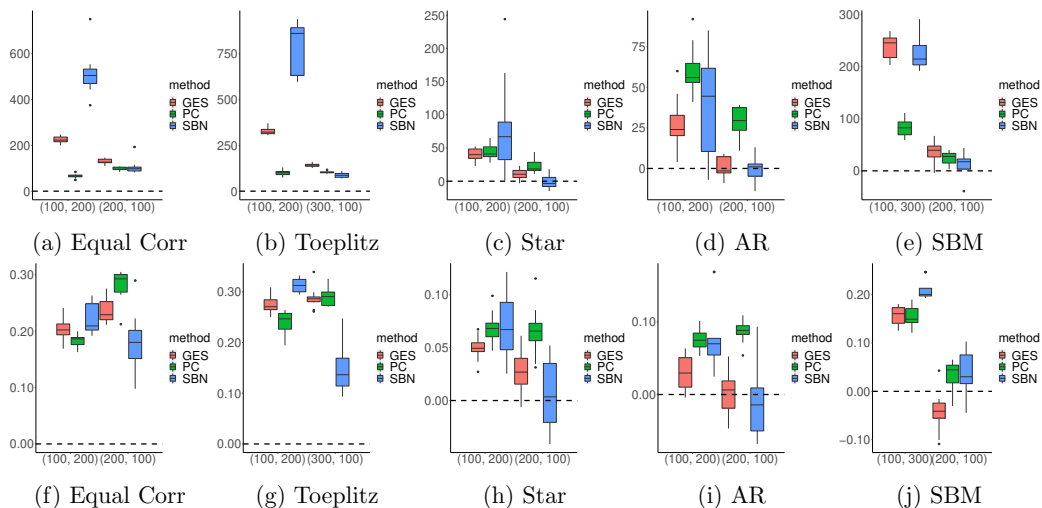 600
400
200
0
(100, 200) (200, 100)
method
GES
PC
SBN
(a) Equal Corr
750
500
250
0
(100, 200) (300, 100)
method
GES
PC
SBN
(b) Toeplitz
250
200
150
100
50
0
(100, 200) (200, 100)
method
GES
PC
SBN
(c) Star
75
50
25
0
(100, 200) (200, 100)
method
GES
PC
SBN
(d) AR
300
200
100
0
(100, 300) (200, 100)
method
GES
PC
SBN
(e) SBM
0.30
0.20
0.10
0.00
(100, 200) (200, 100)
method
GES
PC
SBN
(f) Equal Corr
0.30
0.20
0.10
0.00
(100, 200) (300, 100)
method
GES
PC
SBN
(g) Toeplitz
0.10
0.05
0.00
(100, 200) (200, 100)
method
GES
PC
SBN
(h) Star
0.10
0.00
(100, 200) (200, 100)
method
GES
PC
SBN
(i) AR
0.20
0.10
0.00
−0.10
(100, 300) (200, 100)
method
GES
PC
SBN
(j) SBM